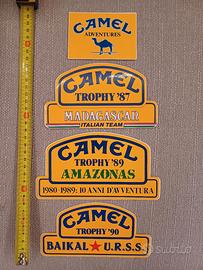 CAMEL
ADVENTURES
CAMEL
TROPHY '87
MADAGASCAR
ITALIAN TEAM
CAMEL
TROPHY '89
AMAZONAS
1980-1989: 10 ANNI D'AVVENTURA
CAMEL
TROPHY '90
BAIKAL ★ U.R.S.S.
subito